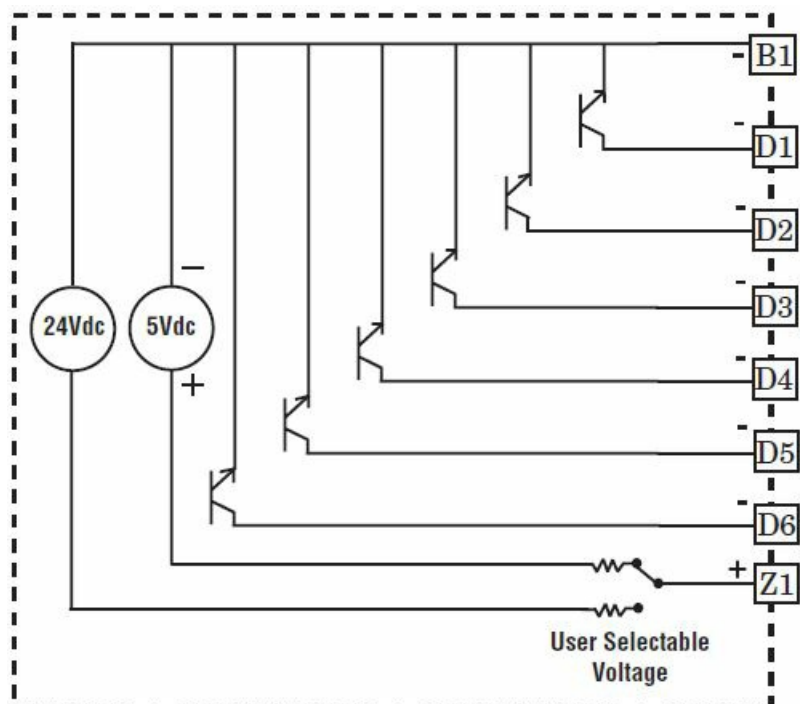 B1
-
-
D1
-
D2
-
D3
-
24Vdc 5Vdc
-
D4
+
-
D5
-
D6
+
Z1
User Selectable
Voltage